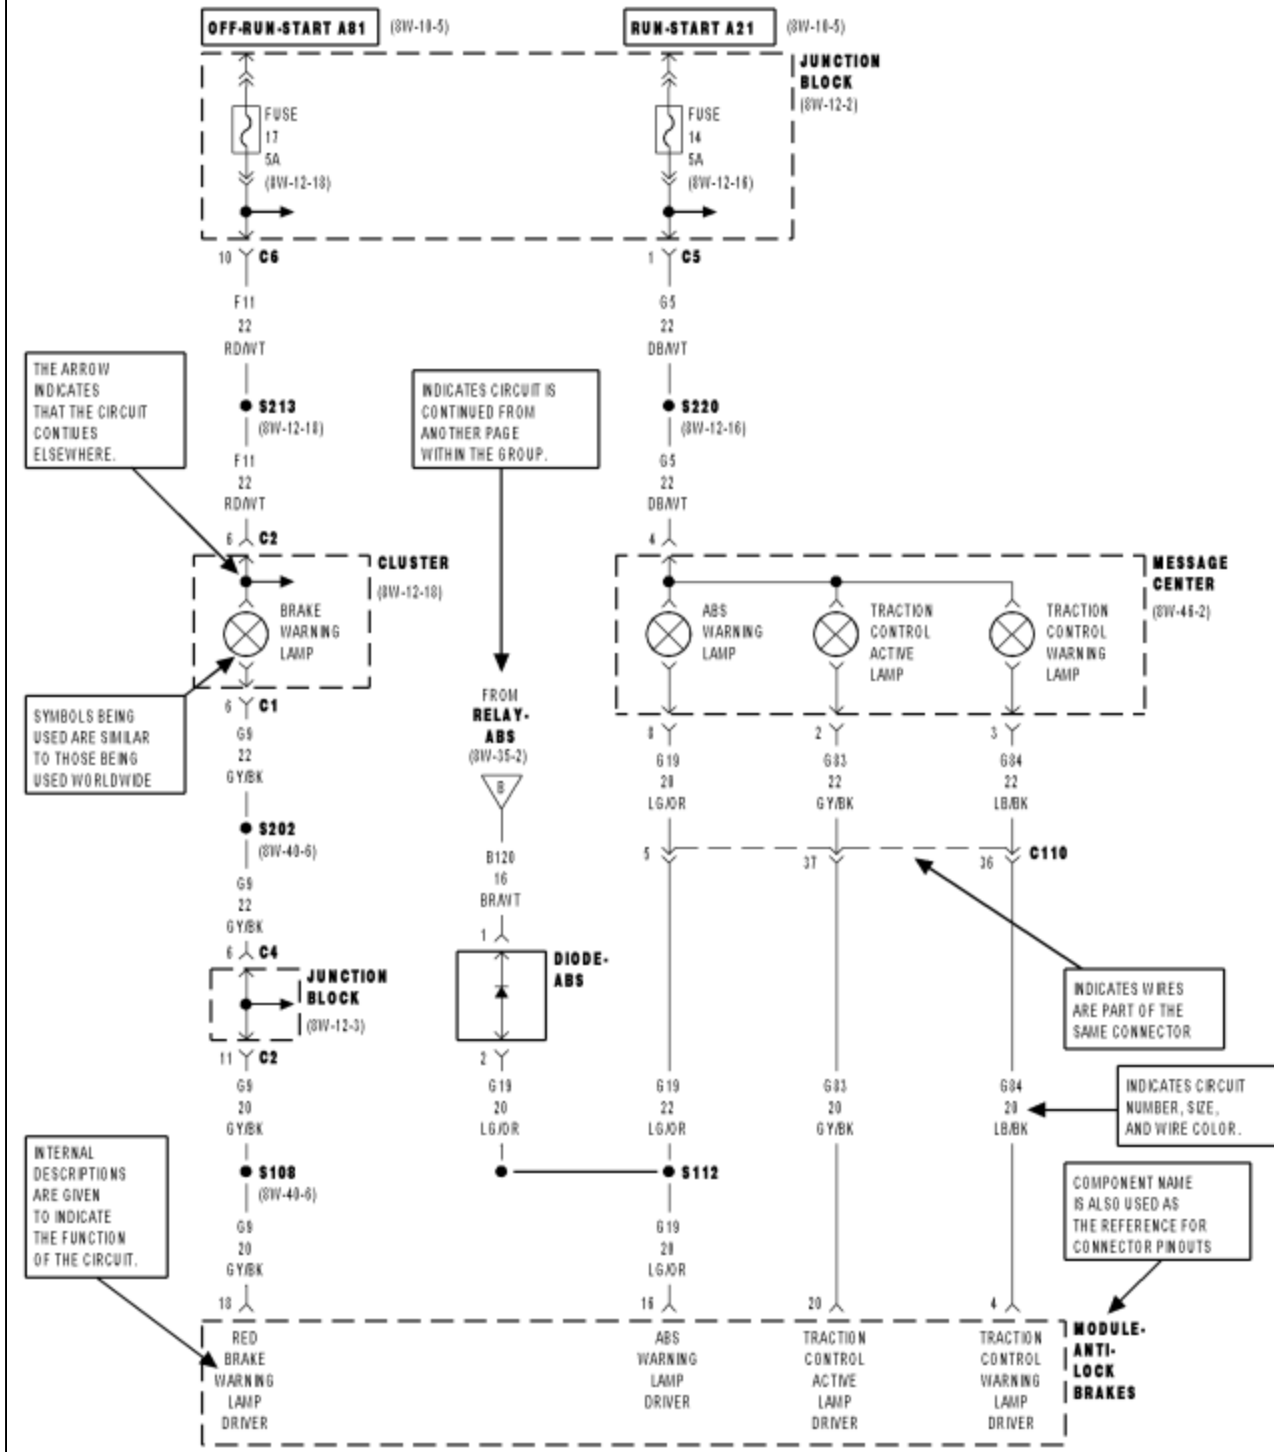 OFF-RUN-START A81
(8W-10-5)
RUN-START A21
(8W-10-5)
JUNCTION
BLOCK
(8W-12-2)
FUSE
17
5A
(8W-12-18)
FUSE
14
5A
(8W-12-16)
10
C6
1
C5
F11
22
RD/WT
G5
22
DB/WT
THE ARROW
INDICATES
THAT THE CIRCUIT
CONTIUES
ELSEWHERE.
INDICATES CIRCUIT IS
CONTINUED FROM
ANOTHER PAGE
WITHIN THE GROUP.
S213
(8W-12-18)
S220
(8W-12-16)
F11
22
RD/WT
G5
22
DB/WT
6
C2
4
CLUSTER
(8W-12-18)
BRAKE
WARNING
LAMP
MESSAGE
CENTER
(8W-46-2)
ABS
WARNING
LAMP
TRACTION
CONTROL
ACTIVE
LAMP
TRACTION
CONTROL
WARNING
LAMP
SYMBOLS BEING
USED ARE SIMILAR
TO THOSE BEING
USED WORLDWIDE
6
C1
G9
22
GY/BK
FROM
RELAY-
ABS
(8W-35-2)
B
8
2
3
G19
20
LG/OR
G83
22
GY/BK
G84
22
LB/BK
S202
(8W-40-6)
5
37
36
C110
B120
16
BR/WT
G9
22
GY/BK
6
C4
1
DIODE-
ABS
JUNCTION
BLOCK
(8W-12-3)
INDICATES WIRES
ARE PART OF THE
SAME CONNECTOR
11
C2
2
G9
20
GY/BK
G19
20
LG/OR
G19
22
LG/OR
G83
20
GY/BK
G84
20
LB/BK
INDICATES CIRCUIT
NUMBER, SIZE,
AND WIRE COLOR.
INTERNAL
DESCRIPTIONS
ARE GIVEN
TO INDICATE
THE FUNCTION
OF THE CIRCUIT.
S108
(8W-40-6)
S112
COMPONENT NAME
IS ALSO USED AS
THE REFERENCE FOR
CONNECTOR PINOUTS
G9
20
GY/BK
G19
20
LG/OR
18
16
20
4
RED
BRAKE
WARNING
LAMP
DRIVER
ABS
WARNING
LAMP
DRIVER
TRACTION
CONTROL
ACTIVE
LAMP
DRIVER
TRACTION
CONTROL
WARNING
LAMP
DRIVER
MODULE-
ANTI-
LOCK
BRAKES